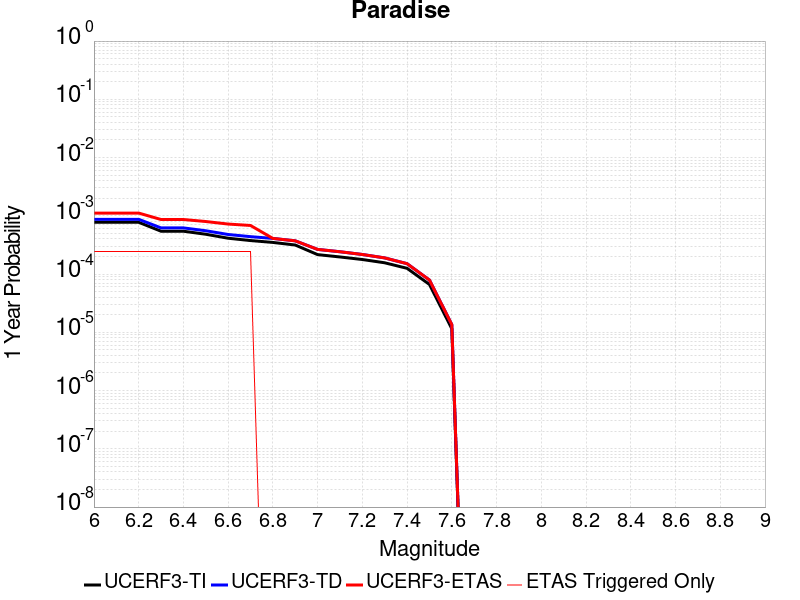 Paradise
10^0
10^-1
10^-2
10^-3
10^-4
10^-5
10^-6
10^-7
10^-8
1 Year Probability
6 6.2 6.4 6.6 6.8 7 7.2 7.4 7.6 7.8 8 8.2 8.4 8.6 8.8 9
Magnitude
UCERF3-TI UCERF3-TD UCERF3-ETAS ETAS Triggered Only